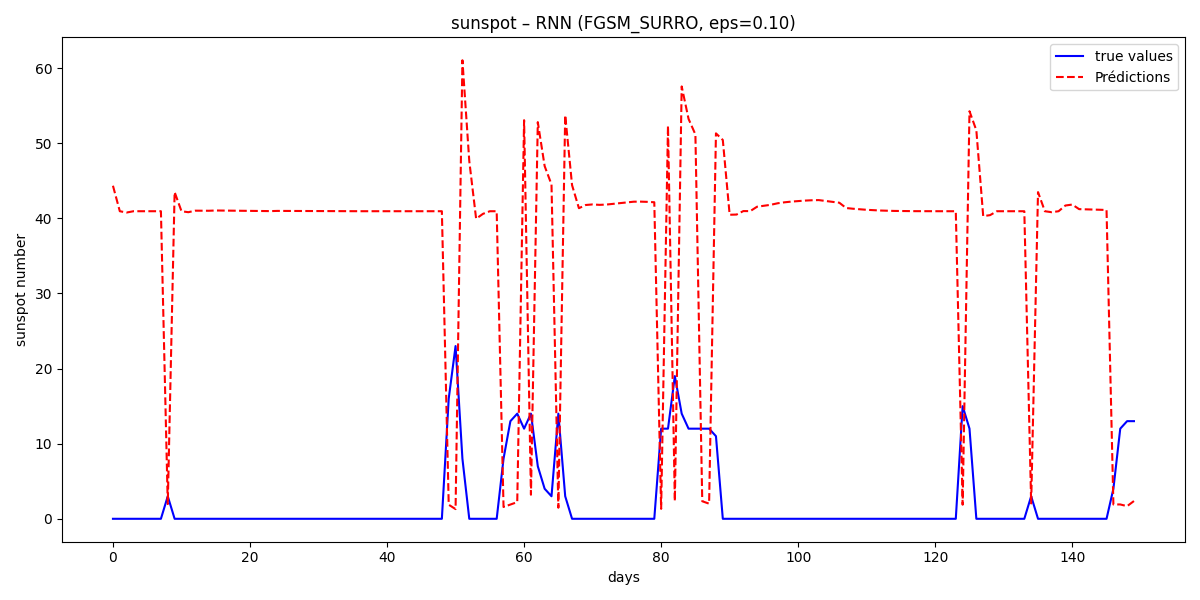 sunspot – RNN (FGSM_SURRO, eps=0.10)
true values
Prédictions
sunspot number
60
50
40
30
20
10
0
0 20 40 60 80 100 120 140
days